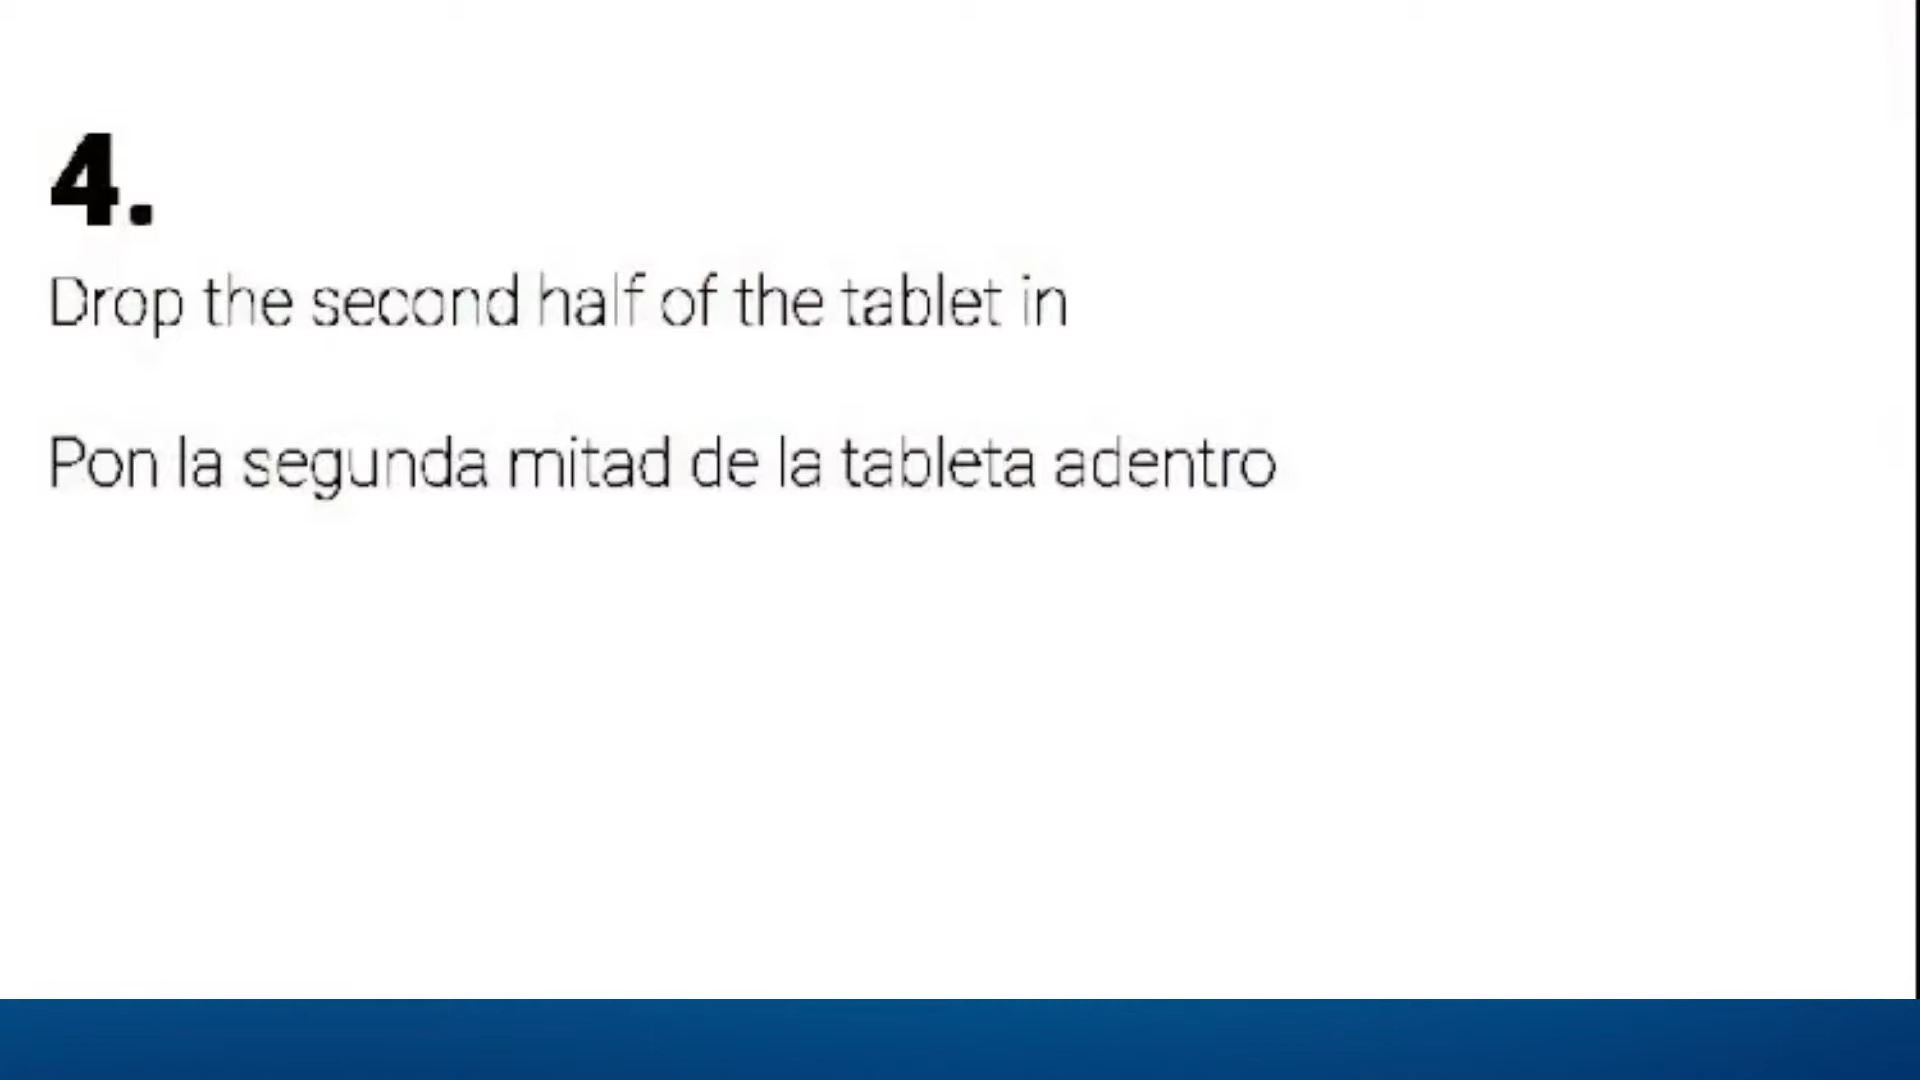 4.
Drop the second half of the tablet in
Pon la segunda mitad de la tableta adentro